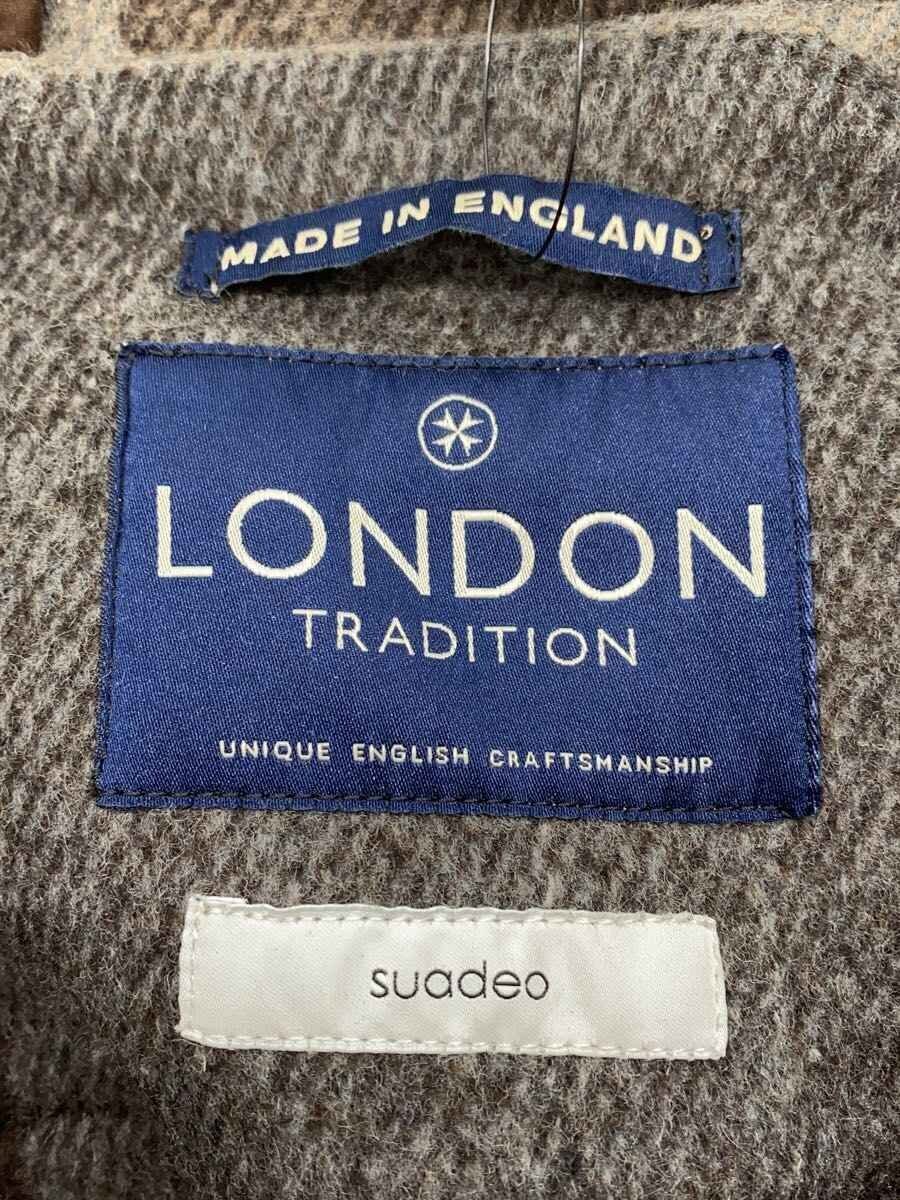 MADE IN ENGLAND
LONDON
TRADITION
UNIQUE ENGLISH CRAFTSMANSHIP
suadeo